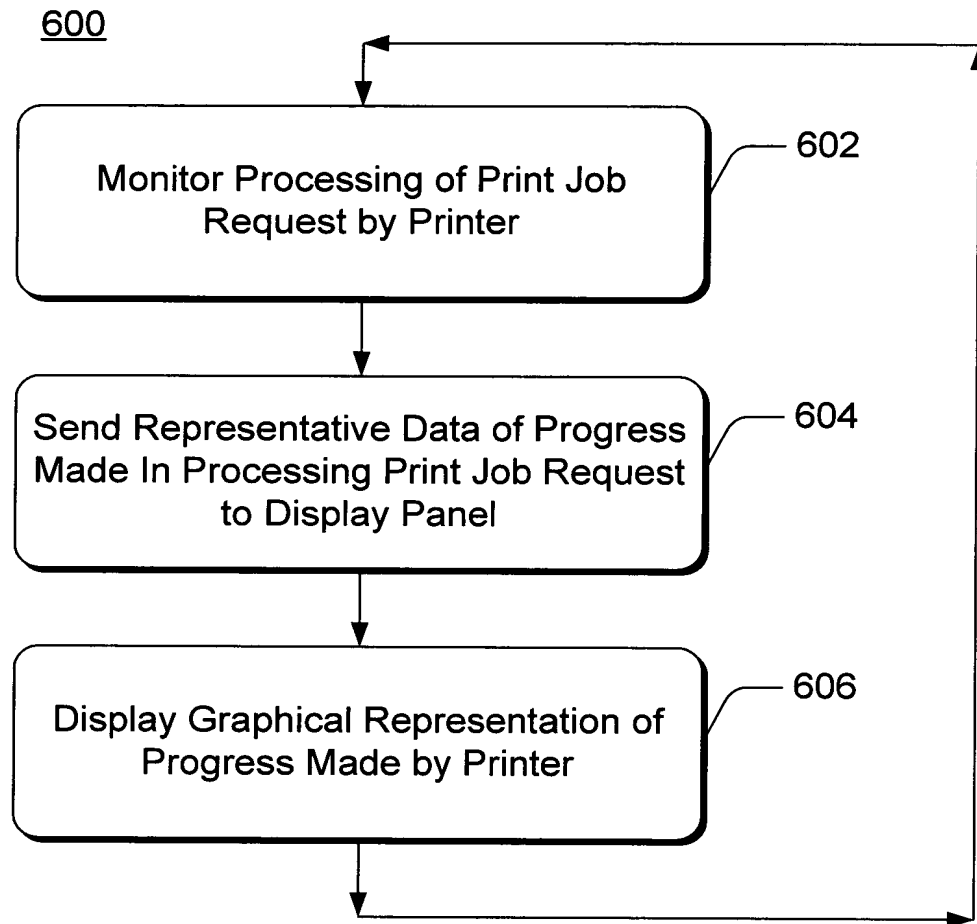 600
Monitor Processing of Print Job
Request by Printer
602
Send Representative Data of Progress
Made In Processing Print Job Request
to Display Panel
604
Display Graphical Representation of
Progress Made by Printer
606